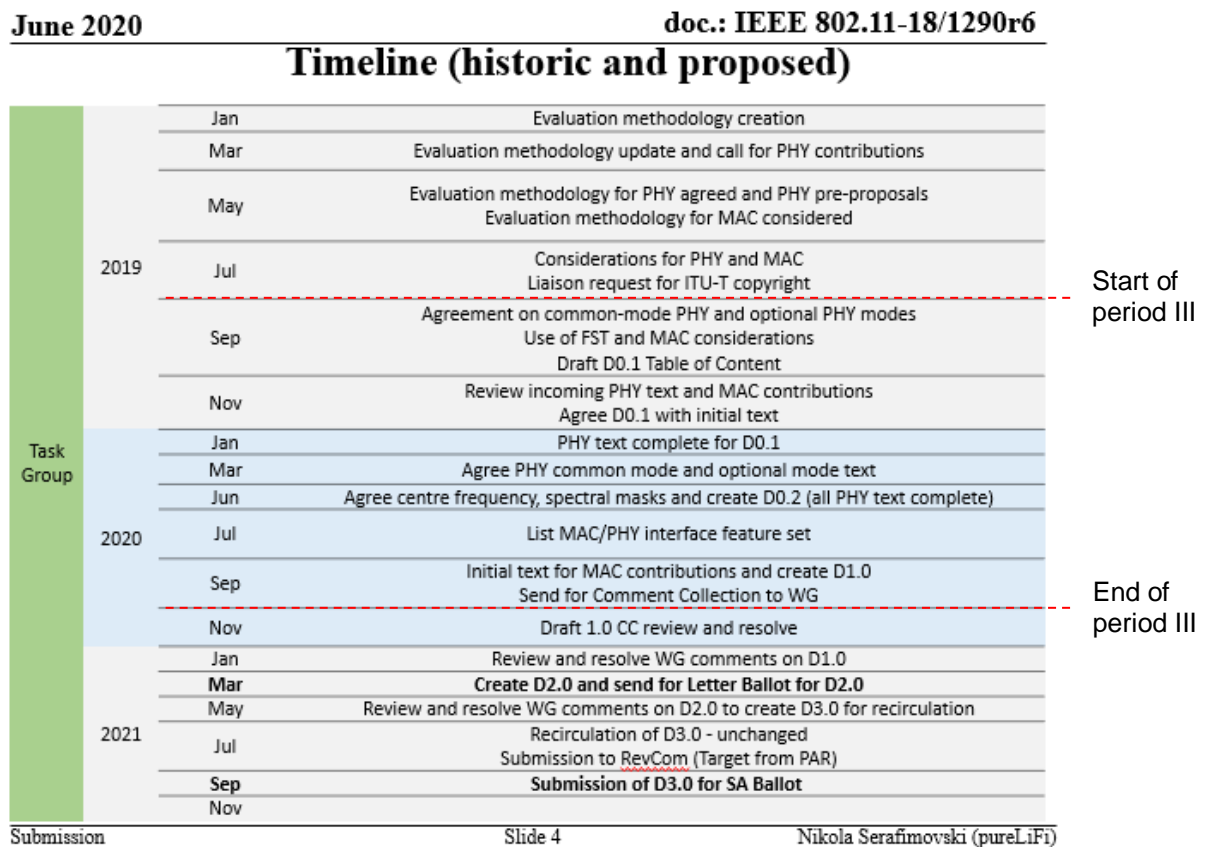 June 2020 doc.: IEEE 802.11-18/1290r6
Timeline (historic and proposed)
Jan Evaluation methodology creation
Mar Evaluation methodology update and call for PHY contributions
May Evaluation methodology for PHY agreed and PHY pre-proposals
Evaluation methodology for MAC considered
2019 Jul Considerations for PHY and MAC
Liaison request for ITU-T copyright
Start of
period III
Sep Agreement on common-mode PHY and optional PHY modes
Use of FST and MAC considerations
Draft D0.1 Table of Content
Nov Review incoming PHY text and MAC contributions
Agree D0.1 with initial text
Task
Group
Jan PHY text complete for D0.1
Mar Agree PHY common mode and optional mode text
Jun Agree centre frequency, spectral masks and create D0.2 (all PHY text complete)
2020 Jul List MAC/PHY interface feature set
Sep Initial text for MAC contributions and create D1.0
Send for Comment Collection to WG
End of
period III
Nov Draft 1.0 CC review and resolve
Jan Review and resolve WG comments on D1.0
Mar Create D2.0 and send for Letter Ballot for D2.0
May Review and resolve WG comments on D2.0 to create D3.0 for recirculation
2021 Jul Recirculation of D3.0 - unchanged
Submission to RevCom (Target from PAR)
Sep Submission of D3.0 for SA Ballot
Nov
Submission Slide 4 Nikola Serafimovski (pureLiFi)